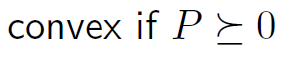 convex if P ⪰ 0